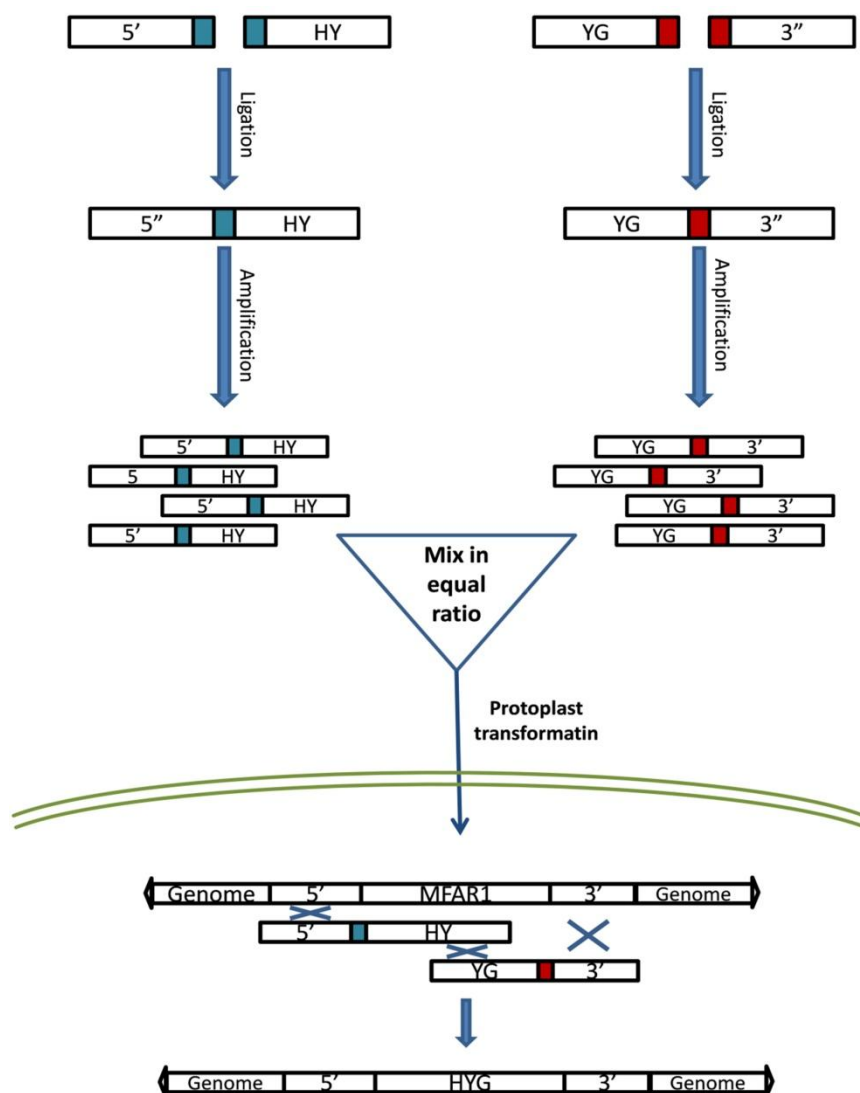 5’ HY YG 3”
Ligation Ligation
5” HY YG 3”
Amplification Amplification
5’ HY YG 3’
5 HY YG 3’
5’ HY YG 3’
5’ HY YG 3’
Mix in
equal
ratio
Protoplast
transformatin
Genome 5’ MFAR1 3’ Genome
5’ HY
YG 3’
Genome 5’ HYG 3’ Genome